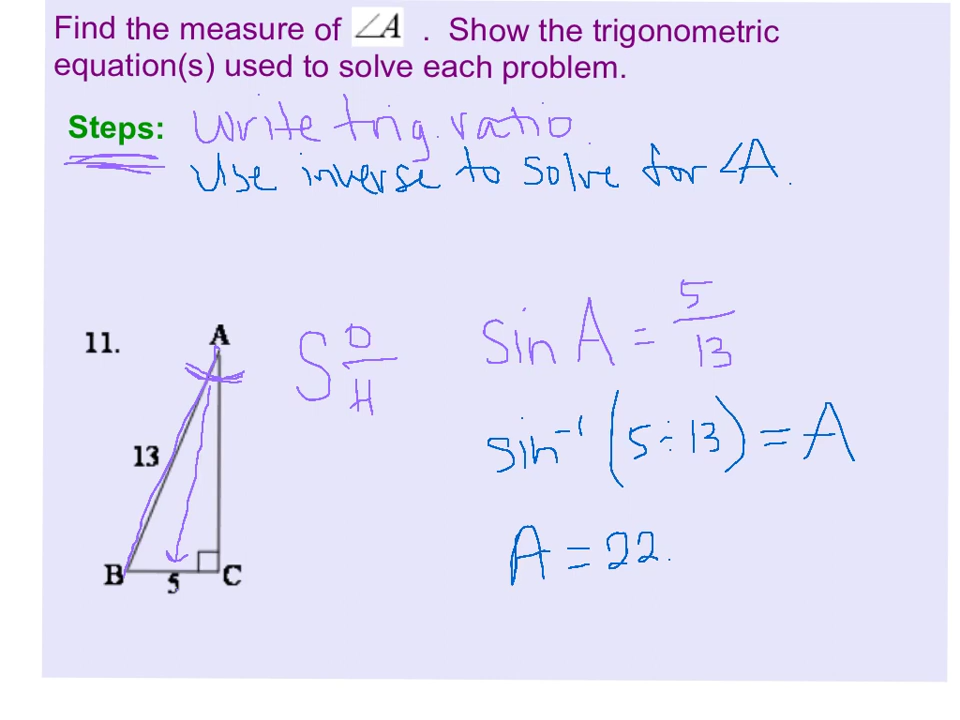 Find the measure of ∠A . Show the trigonometric
equation(s) used to solve each problem.
Steps: Write trig. ratio
Use inverse to solve for ∠A.
11.
A
S O/H
sin A = 5/13
13
sin⁻¹ (5÷13) = A
A = 22.
B
5
C